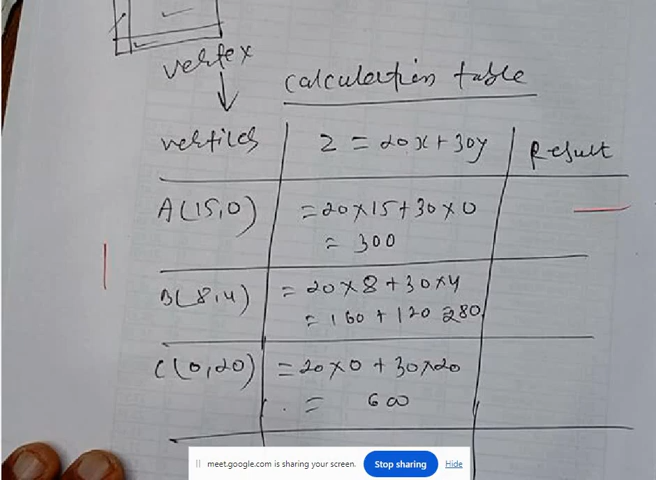 vertex
calculation table
vertices Z = 20x + 30y Result
A(15,0) = 20×15 + 30×0
= 300
B(8,4) = 20×8 + 30×4
= 160 + 120 = 280
C(0,20) = 20×0 + 30×20
= 600
meet.google.com is sharing your screen. Stop sharing Hide